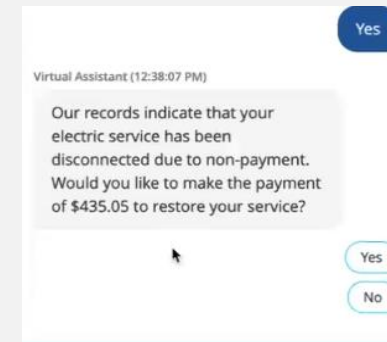 Yes
Virtual Assistant (12:38:07 PM)
Our records indicate that your
electric service has been
disconnected due to non-payment.
Would you like to make the payment
of $435.05 to restore your service?
Yes
No